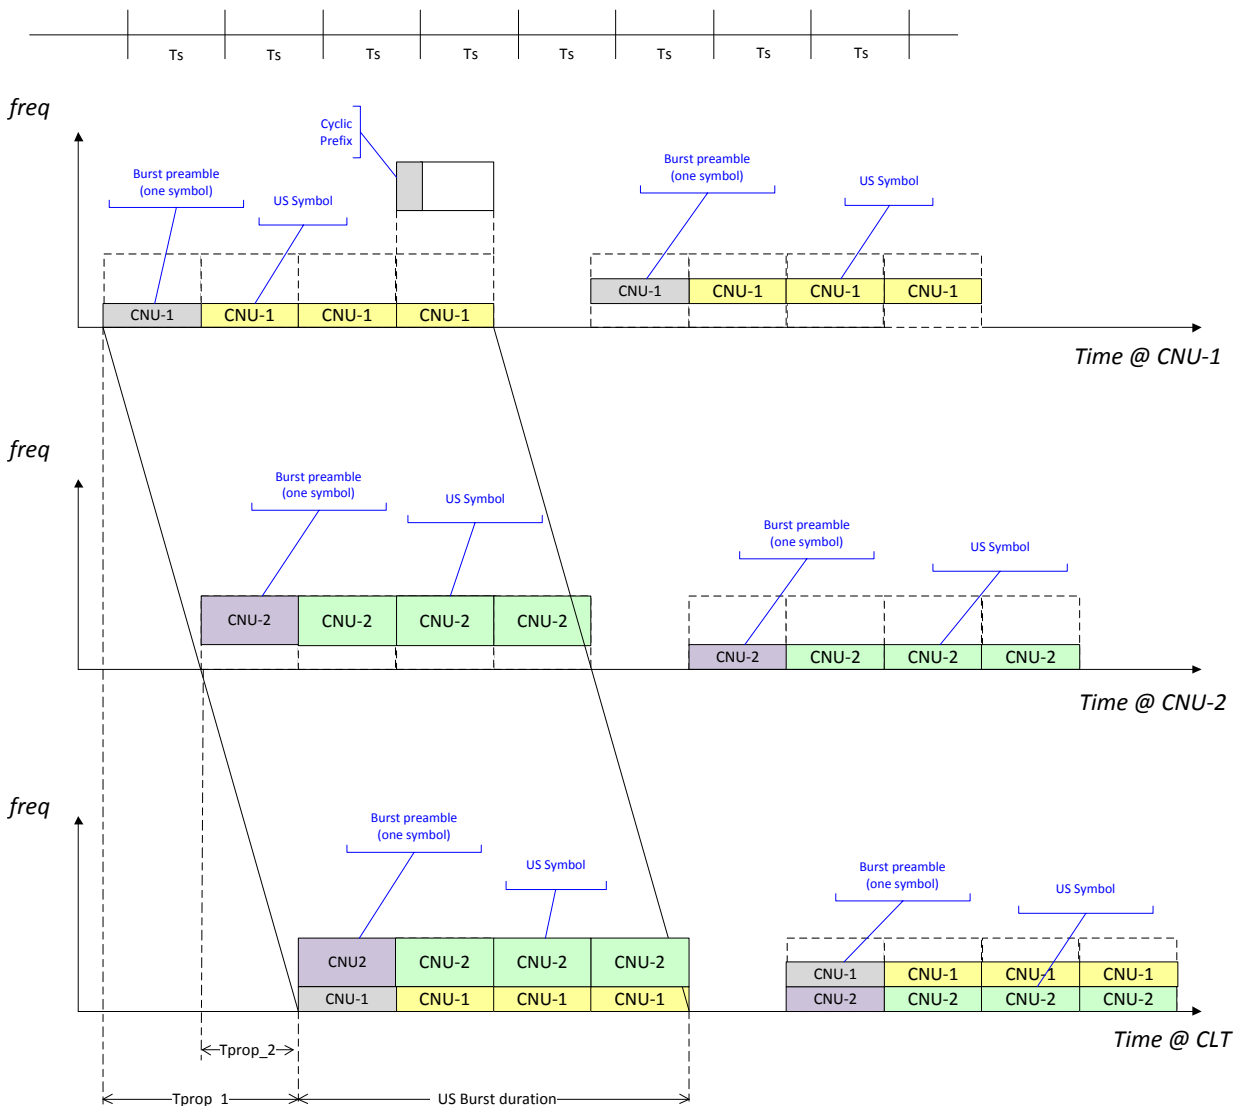 Ts Ts Ts Ts Ts Ts Ts Ts
freq
Cyclic
Prefix
Burst preamble
(one symbol)
US Symbol
Burst preamble
(one symbol)
US Symbol
CNU-1 CNU-1 CNU-1 CNU-1
CNU-1 CNU-1 CNU-1 CNU-1
Time @ CNU-1
freq
Burst preamble
(one symbol)
US Symbol
Burst preamble
(one symbol)
US Symbol
CNU-2 CNU-2 CNU-2 CNU-2
CNU-2 CNU-2 CNU-2 CNU-2
Time @ CNU-2
freq
Burst preamble
(one symbol)
US Symbol
Burst preamble
(one symbol)
US Symbol
CNU2 CNU-2 CNU-2 CNU-2
CNU-1 CNU-1 CNU-1 CNU-1
CNU-1 CNU-1 CNU-1 CNU-1
CNU-2 CNU-2 CNU-2 CNU-2
Time @ CLT
Tprop_2
Tprop_1
US Burst duration